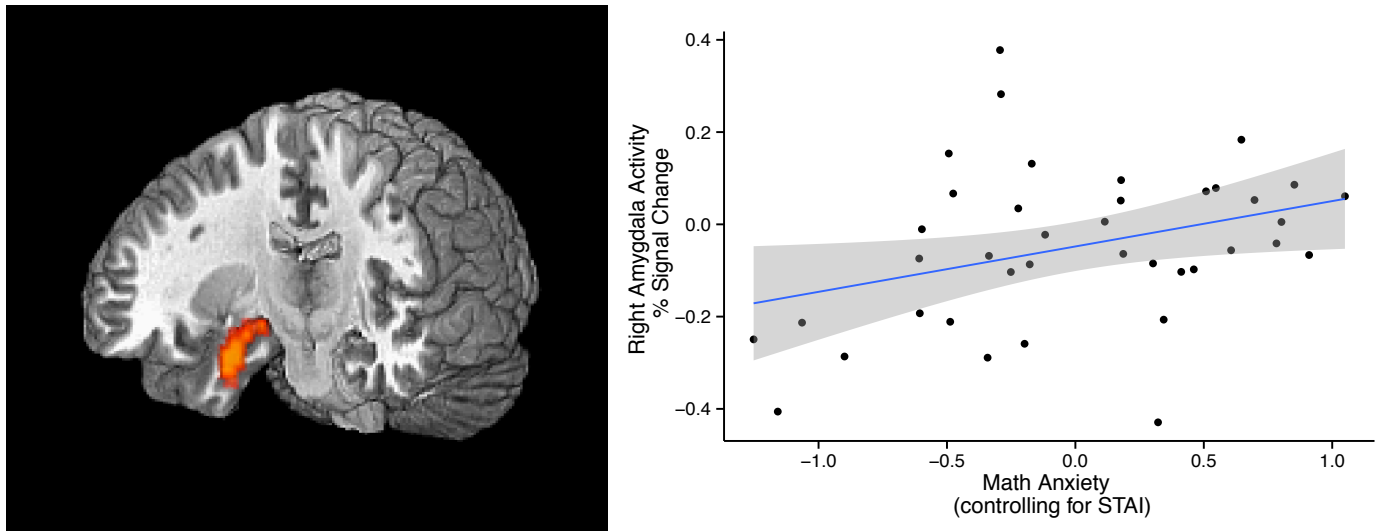 0.4
0.2
0.0
−0.2
−0.4
Right Amygdala Activity
% Signal Change
−1.0 −0.5 0.0 0.5 1.0
Math Anxiety
(controlling for STAI)